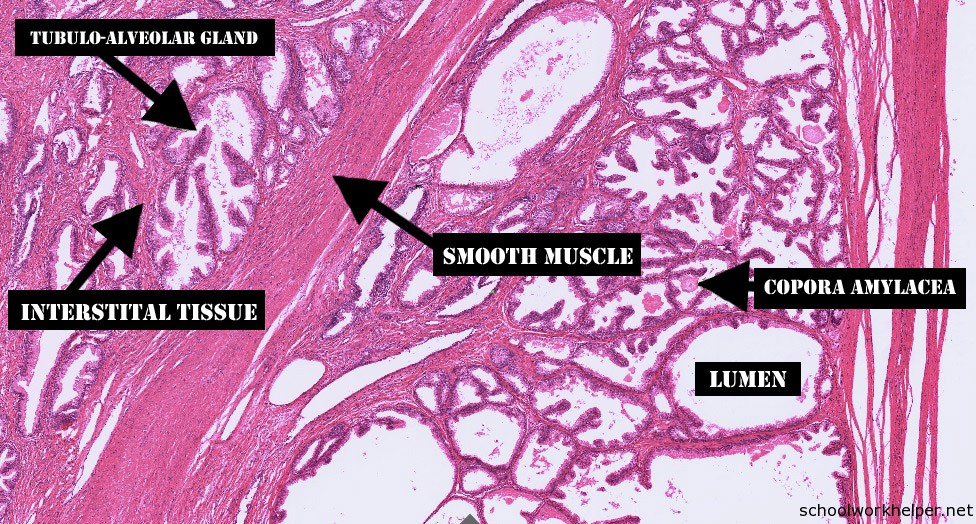 TUBULO-ALVEOLAR GLAND
SMOOTH MUSCLE
COPORA AMYLACEA
INTERSTITAL TISSUE
LUMEN
schoolworkhelper.net